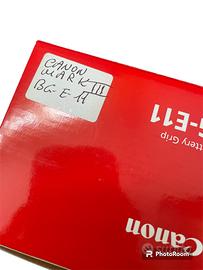 CANON
MARK III
BG-E-11
Battery Grip
G-E11
Canon
PhotoRoom